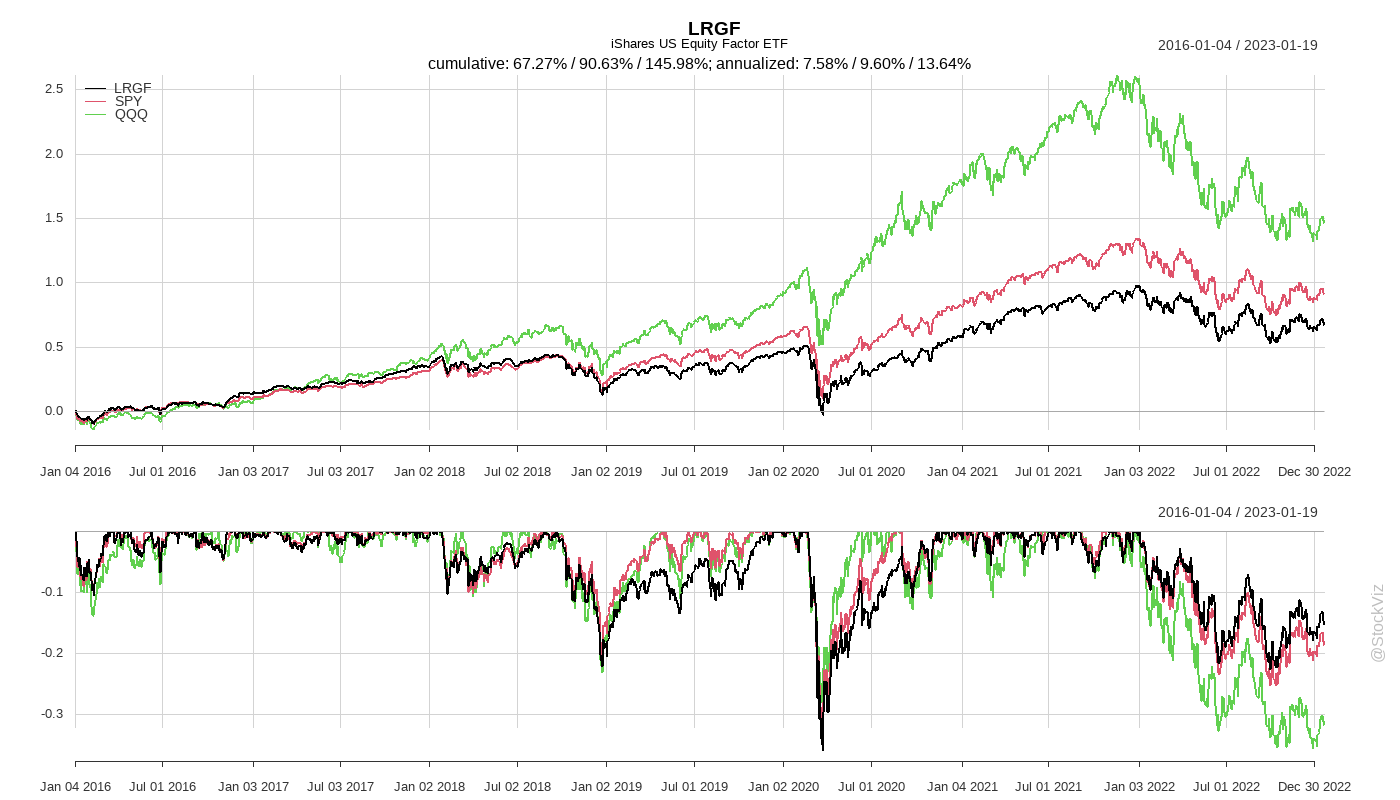 LRGF
iShares US Equity Factor ETF
2016-01-04 / 2023-01-19
cumulative: 67.27% / 90.63% / 145.98%; annualized: 7.58% / 9.60% / 13.64%
LRGF
SPY
QQQ
2.5
2.0
1.5
1.0
0.5
0.0
Jan 04 2016 Jul 01 2016 Jan 03 2017 Jul 03 2017 Jan 02 2018 Jul 02 2018 Jan 02 2019 Jul 01 2019 Jan 02 2020 Jul 01 2020 Jan 04 2021 Jul 01 2021 Jan 03 2022 Jul 01 2022 Dec 30 2022
2016-01-04 / 2023-01-19
-0.1
-0.2
-0.3
Jan 04 2016 Jul 01 2016 Jan 03 2017 Jul 03 2017 Jan 02 2018 Jul 02 2018 Jan 02 2019 Jul 01 2019 Jan 02 2020 Jul 01 2020 Jan 04 2021 Jul 01 2021 Jan 03 2022 Jul 01 2022 Dec 30 2022
@StockViz